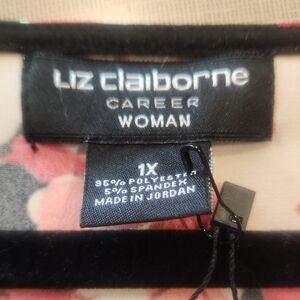 Liz claiborne
CAREER
WOMAN
1X
95% POLYESTER
5% SPANDEX
MADE IN JORDAN